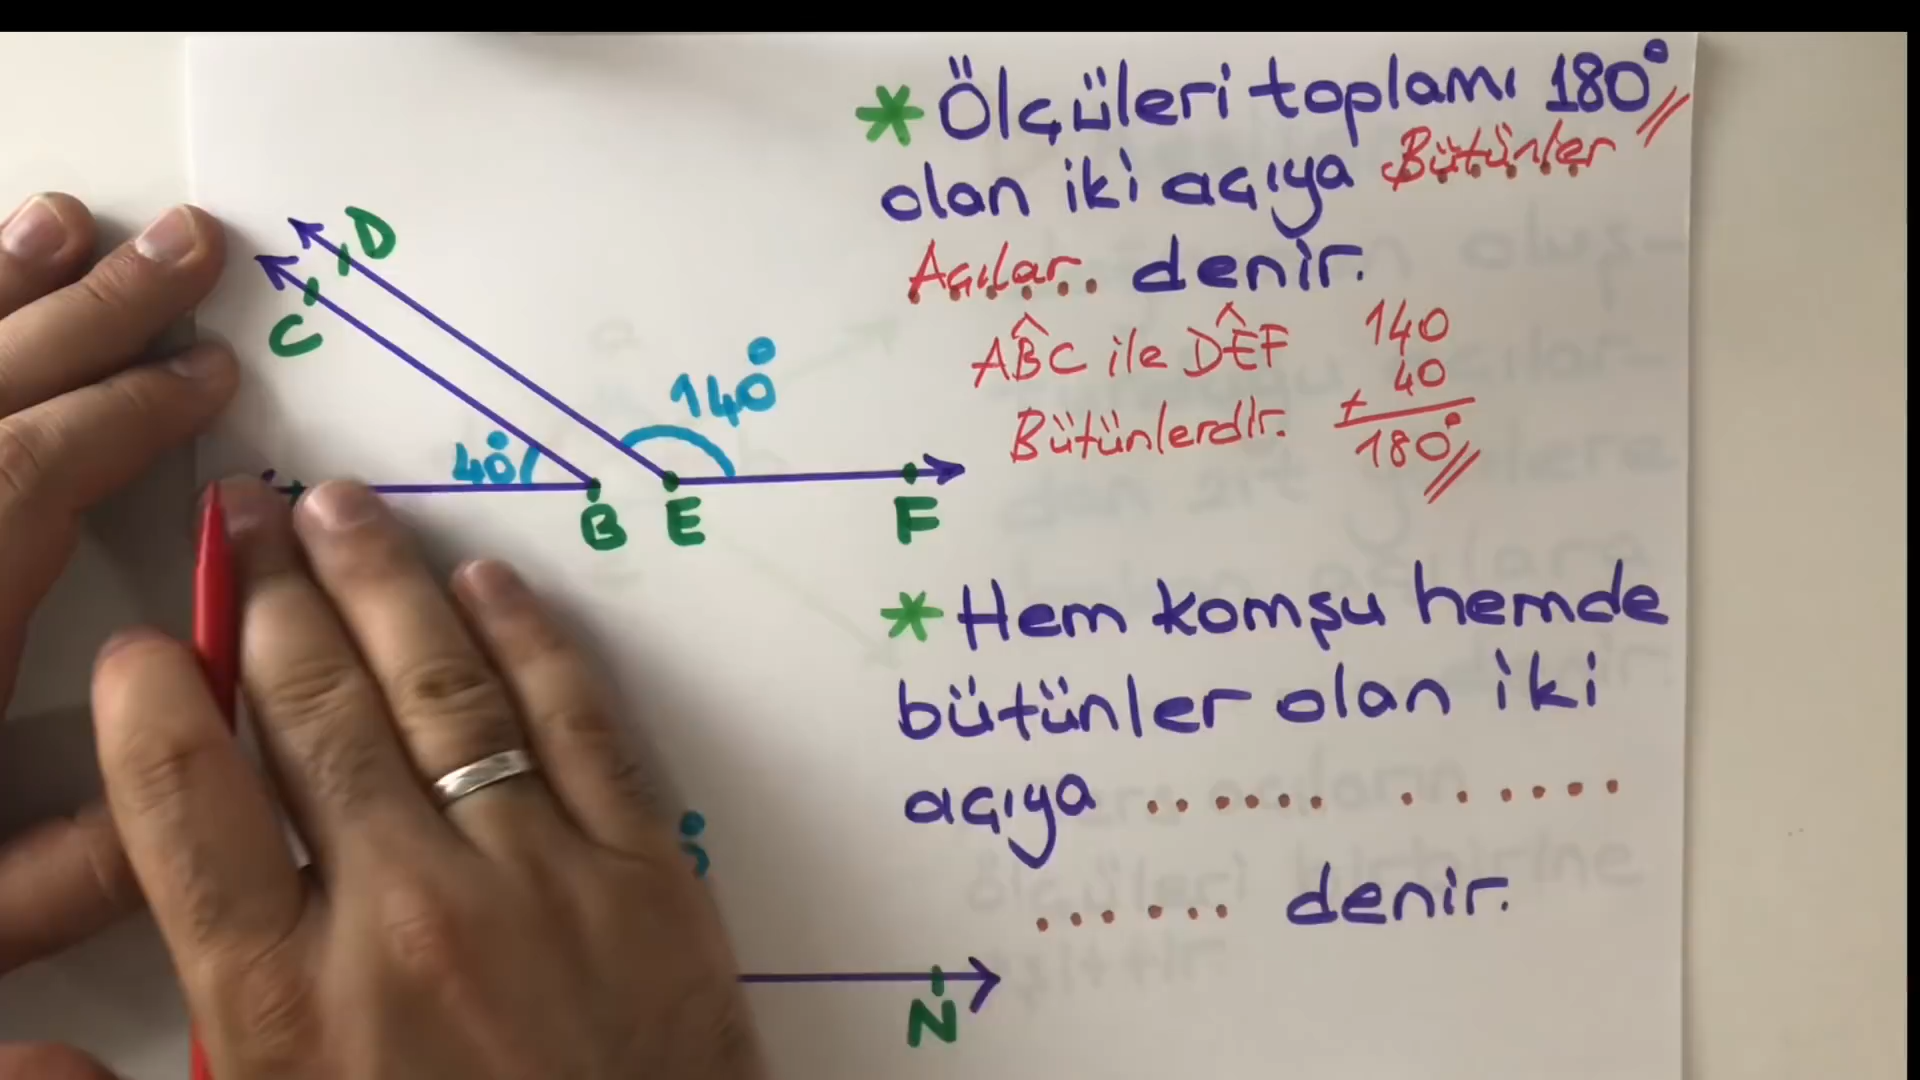 * Ölçüleri toplamı 180°
olan iki açıya Bütünler
Açılar denir.
ABC ile DEF
Bütünlerdir.
140
40
+
180°
D
C
140°
40°
B E F
* Hem komşu hemde
bütünler olan iki
açıya ...... ......
...... denir.
N